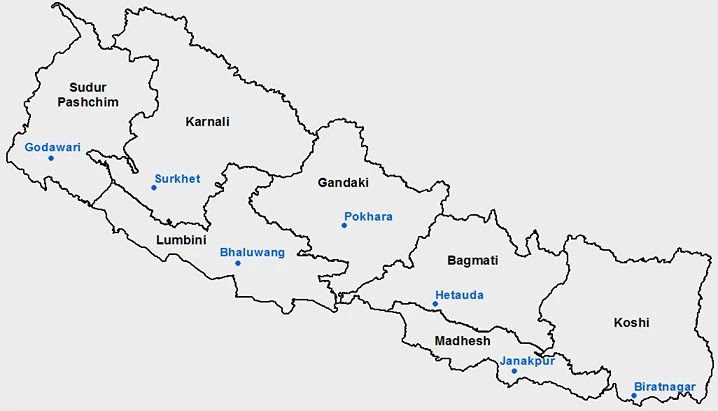 Sudur
Pashchim
Karnali
Godawari
Surkhet
Gandaki
Pokhara
Lumbini
Bhaluwang
Bagmati
Hetauda
Koshi
Madhesh
Janakpur
Biratnagar